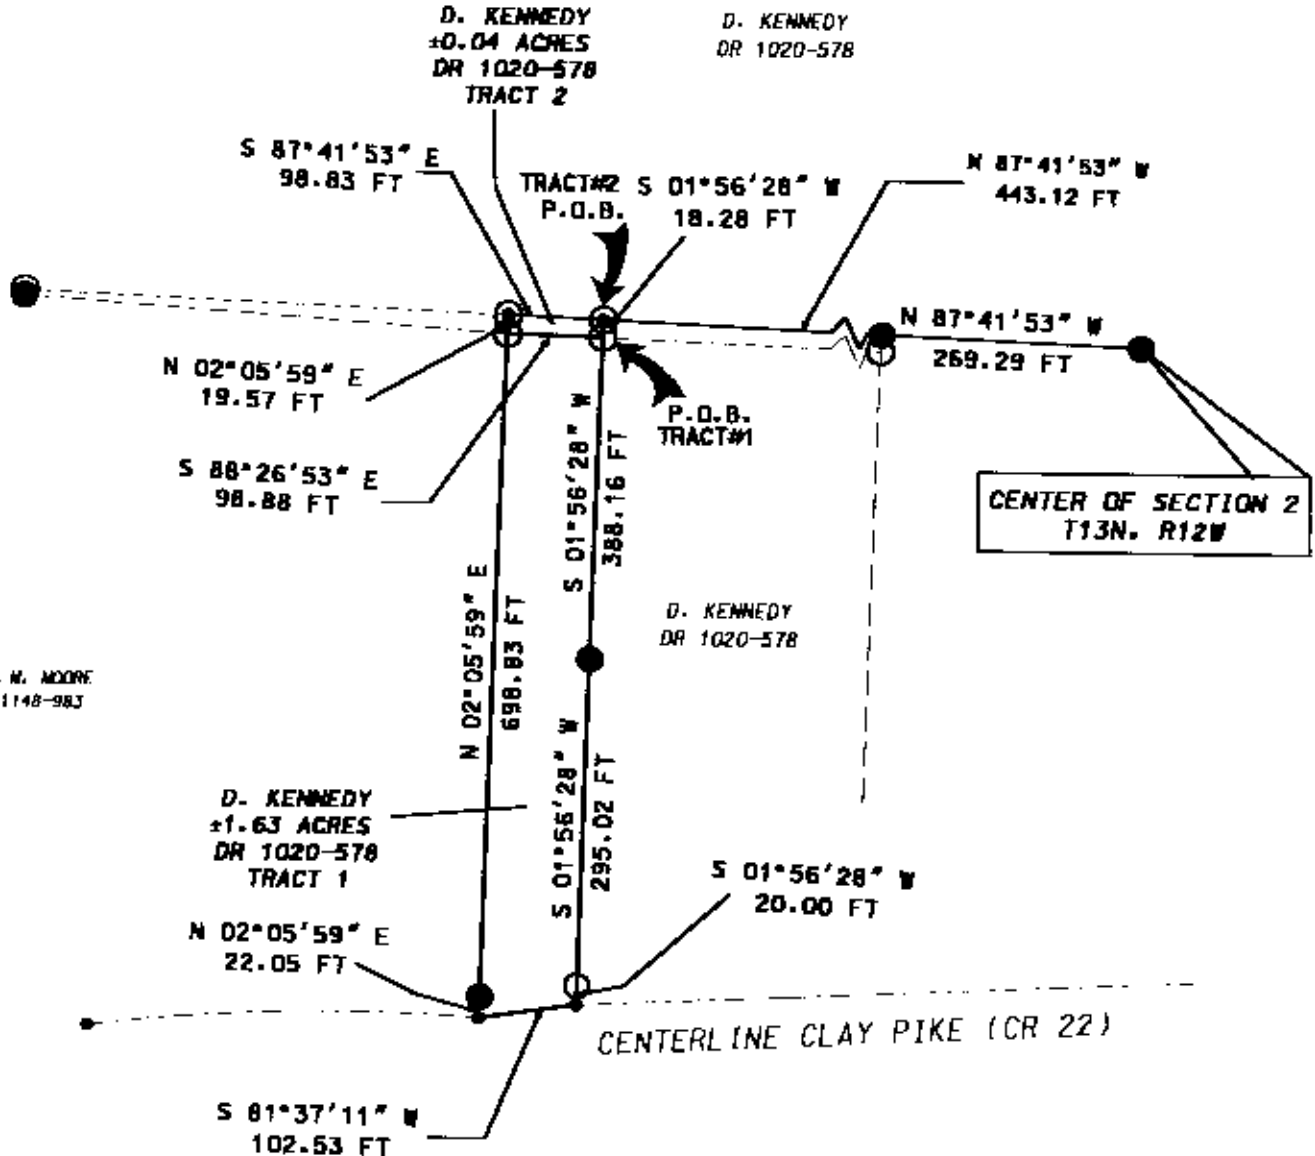 D. KENNEDY
±0.04 ACRES
DR 1020-578
TRACT 2
D. KENNEDY
DR 1020-578
S 87°41'53" E
98.83 FT
TRACT#2
P.O.B.
S 01°56'28" W
18.28 FT
N 87°41'53" W
443.12 FT
N 87°41'53" W
269.29 FT
N 02°05'59" E
19.57 FT
P.O.B.
TRACT#1
S 88°26'53" E
98.88 FT
CENTER OF SECTION 2
T13N. R12W
S 01°56'28" W
388.16 FT
N 02°05'59" E
698.83 FT
D. KENNEDY
DR 1020-578
W. MOORE
1148-983
S 01°56'28" W
295.02 FT
D. KENNEDY
±1.63 ACRES
DR 1020-578
TRACT 1
S 01°56'28" W
20.00 FT
N 02°05'59" E
22.05 FT
CENTERLINE CLAY PIKE (CR 22)
S 81°37'11" W
102.53 FT